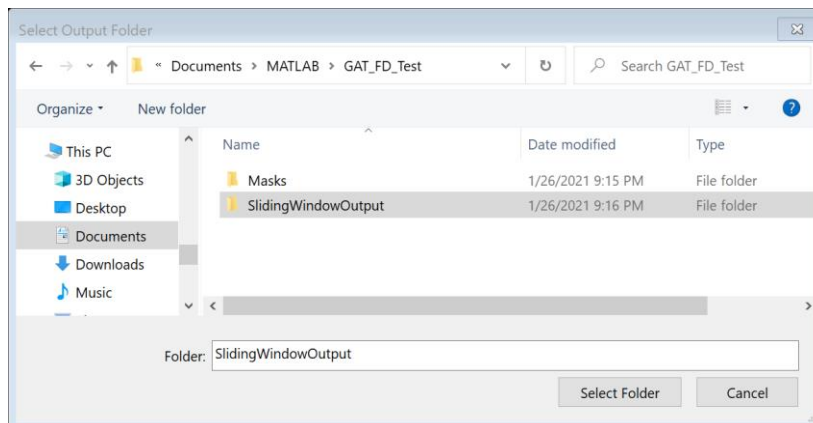 Select Output Folder
« Documents > MATLAB > GAT_FD_Test
Search GAT_FD_Test
Organize
New folder
Name
Date modified
Type
This PC
3D Objects
Desktop
Documents
Downloads
Music
Masks 1/26/2021 9:15 PM File folder
SlidingWindowOutput 1/26/2021 9:16 PM File folder
Folder: SlidingWindowOutput
Select Folder
Cancel